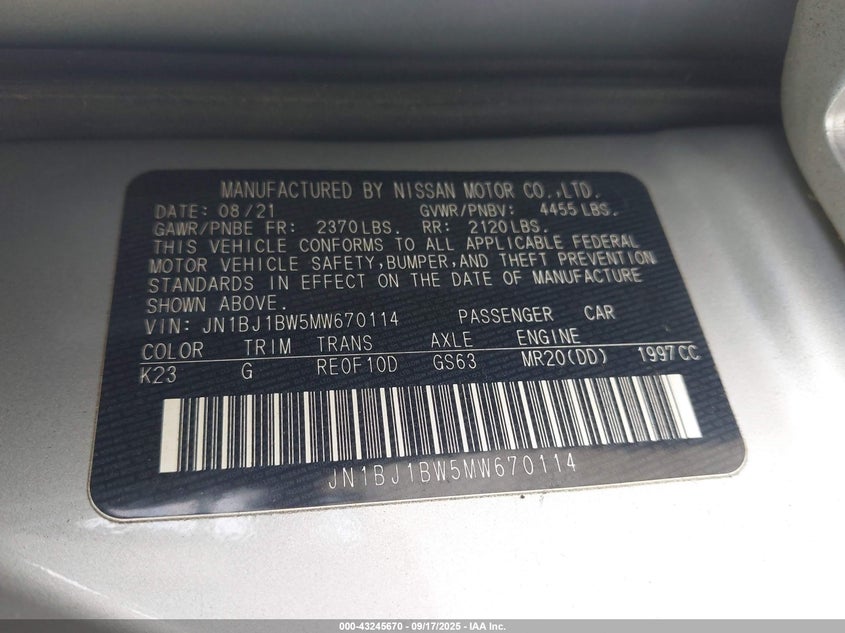 MANUFACTURED BY NISSAN MOTOR CO.,LTD.
DATE: 08/21 GVWR/PNBV: 4455 LBS.
GAWR/PNBE FR: 2370 LBS. RR: 2120 LBS.
THIS VEHICLE CONFORMS TO ALL APPLICABLE FEDERAL
MOTOR VEHICLE SAFETY, BUMPER, AND THEFT PREVENTION
STANDARDS IN EFFECT ON THE DATE OF MANUFACTURE
SHOWN ABOVE.
VIN: JN1BJ1BW5MW670114 PASSENGER CAR
COLOR TRIM TRANS AXLE ENGINE
K23 G RE0F10D GS63 MR20(DD) 1997CC
JN1BJ1BW5MW670114
000-43245670 - 09/17/2025 - IAA Inc.